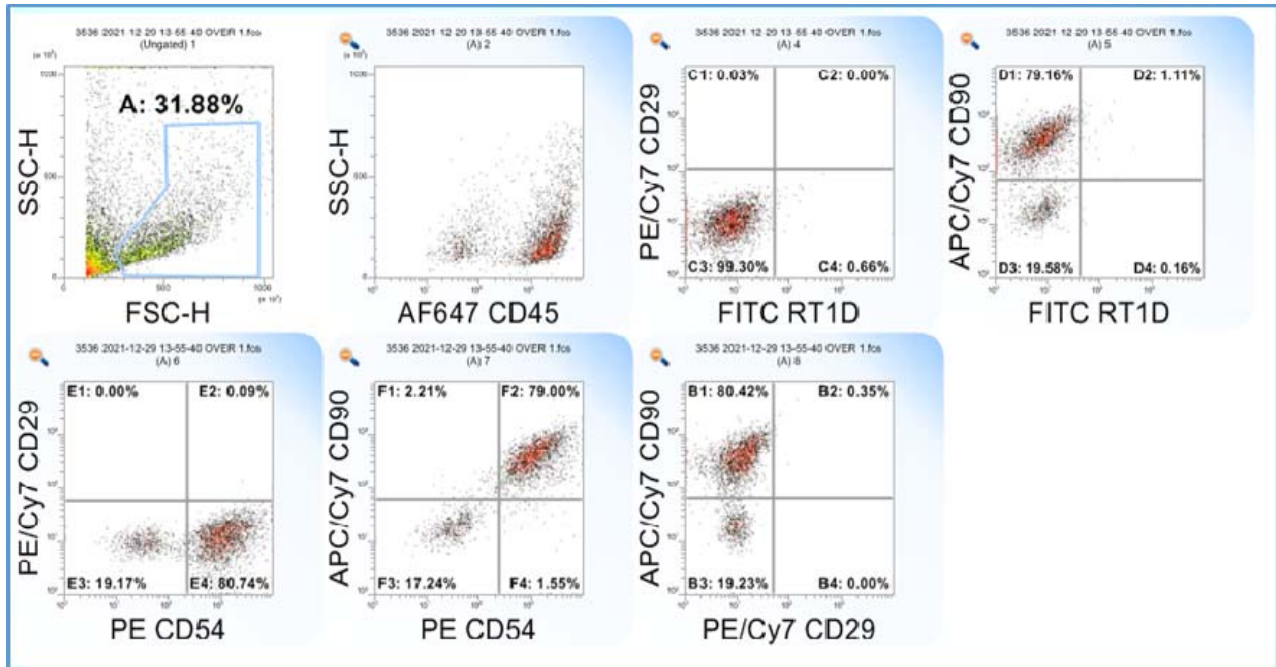 3536 2021-12-29 13-55-40 OVER 1.fcs
(Ungated) 1
A: 31.88%
SSC-H
FSC-H
3536 2021-12-29 13-55-40 OVER 1.fcs
(A) 2
SSC-H
AF647 CD45
3536 2021-12-29 13-55-40 OVER 1.fcs
(A) 4
C1: 0.03% C2: 0.00%
PE/Cy7 CD29
C3: 99.30% C4: 0.66%
FITC RT1D
3536 2021-12-29 13-55-40 OVER 1.fcs
(A) 5
D1: 79.16% D2: 1.11%
APC/Cy7 CD90
D3: 19.58% D4: 0.16%
FITC RT1D
3536 2021-12-29 13-55-40 OVER 1.fcs
(A) 6
E1: 0.00% E2: 0.09%
PE/Cy7 CD29
E3: 19.17% E4: 80.74%
PE CD54
3536 2021-12-29 13-55-40 OVER 1.fcs
(A) 7
F1: 2.21% F2: 79.00%
APC/Cy7 CD90
F3: 17.24% F4: 1.55%
PE CD54
3536 2021-12-29 13-55-40 OVER 1.fcs
(A) 8
B1: 80.42% B2: 0.35%
APC/Cy7 CD90
B3: 19.23% B4: 0.00%
PE/Cy7 CD29